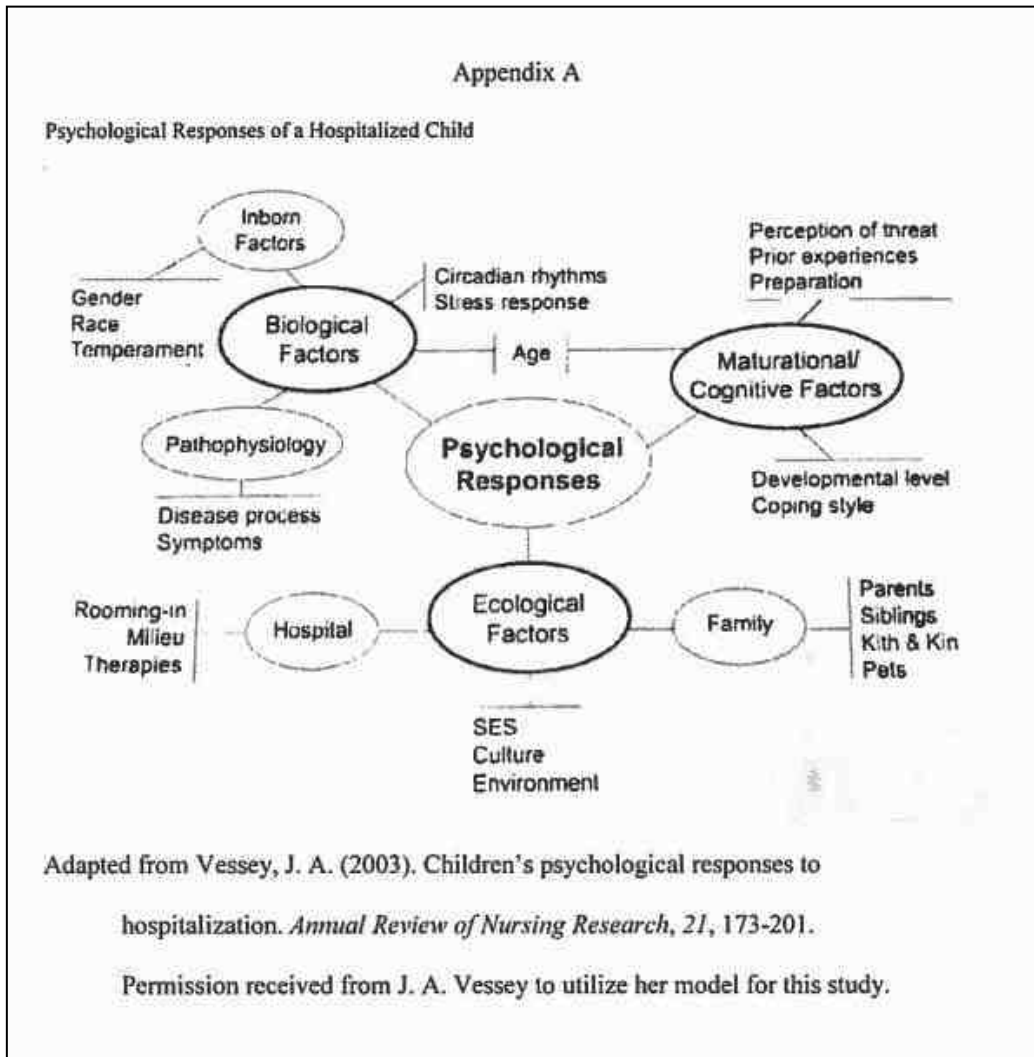 Appendix A
Psychological Responses of a Hospitalized Child
Inborn
Factors
Gender
Race
Temperament
Biological
Factors
Circadian rhythms
Stress response
Age
Perception of threat
Prior experiences
Preparation
Maturational/
Cognitive Factors
Developmental level
Coping style
Pathophysiology
Disease process
Symptoms
Psychological
Responses
Ecological
Factors
Hospital
Rooming-in
Milieu
Therapies
Family
Parents
Siblings
Kith & Kin
Pets
SES
Culture
Environment
Adapted from Vessey, J. A. (2003). Children's psychological responses to
hospitalization. Annual Review of Nursing Research, 21, 173-201.
Permission received from J. A. Vessey to utilize her model for this study.